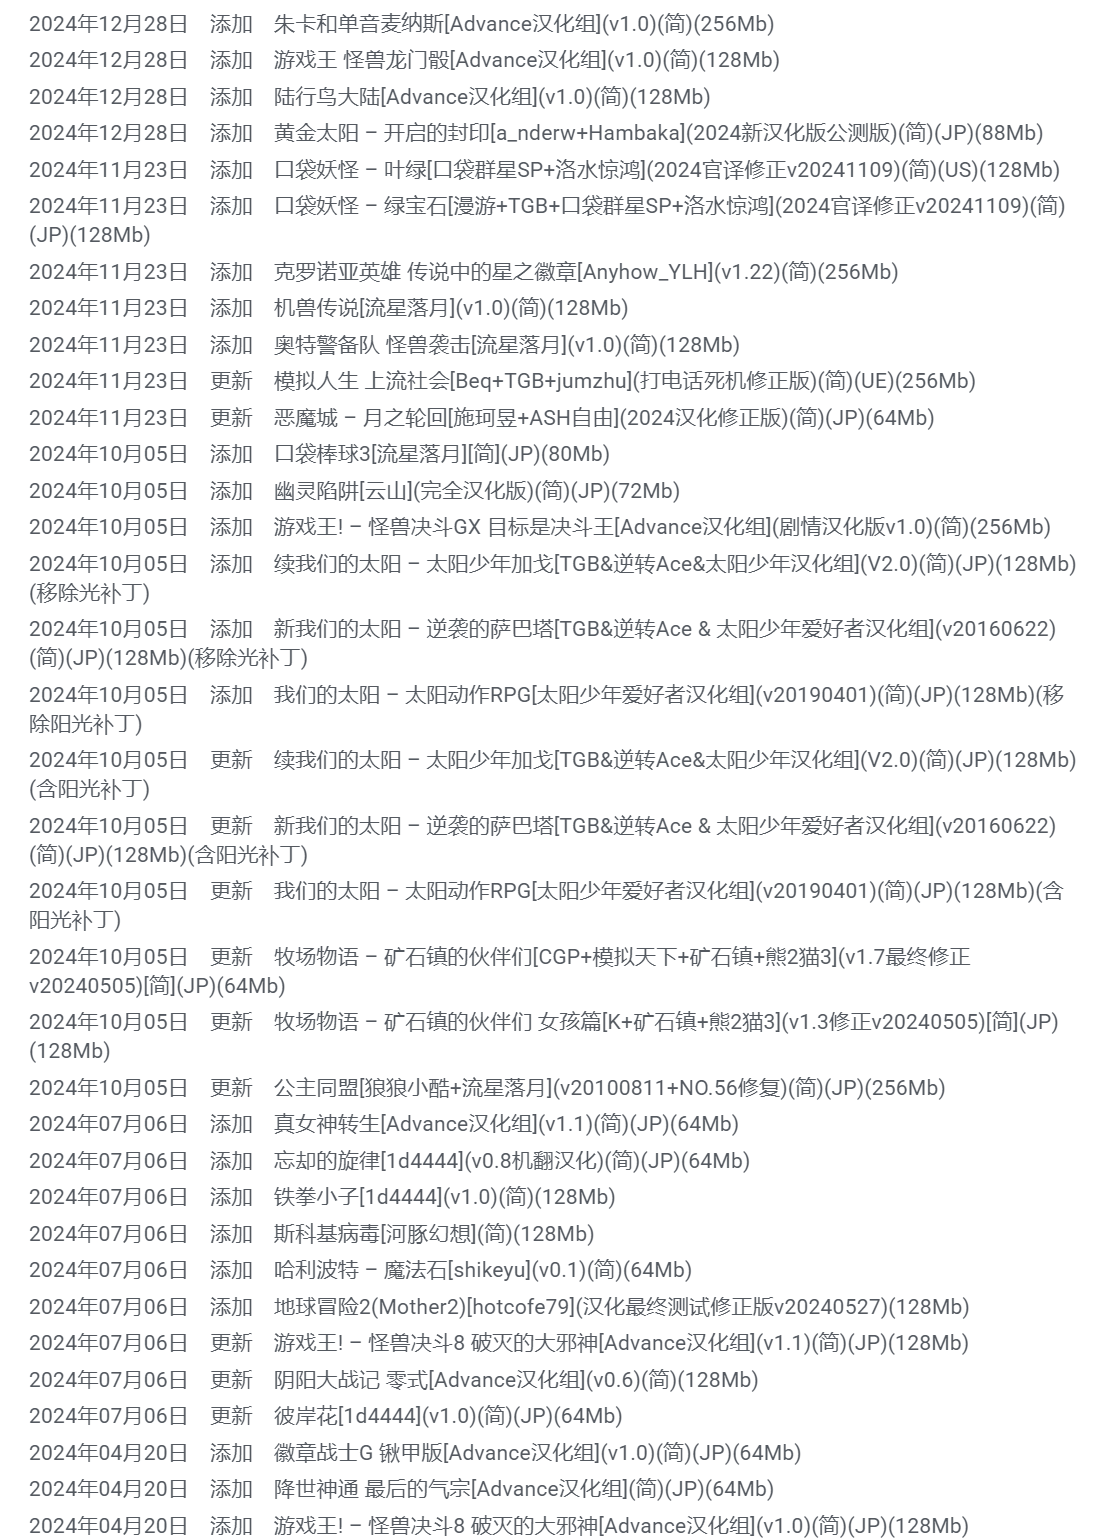 2024年12月28日 添加 朱卡和单音麦纳斯[Advance汉化组](v1.0)(简)(256Mb)
2024年12月28日 添加 游戏王 怪兽龙门骰[Advance汉化组](v1.0)(简)(128Mb)
2024年12月28日 添加 陆行鸟大陆[Advance汉化组](v1.0)(简)(128Mb)
2024年12月28日 添加 黄金太阳 – 开启的封印[a_nderw+Hambaka](2024新汉化版公测版)(简)(JP)(88Mb)
2024年11月23日 添加 口袋妖怪 – 叶绿[口袋群星SP+洛水惊鸿](2024官译修正v20241109)(简)(US)(128Mb)
2024年11月23日 添加 口袋妖怪 – 绿宝石[漫游+TGB+口袋群星SP+洛水惊鸿](2024官译修正v20241109)(简)
(JP)(128Mb)
2024年11月23日 添加 克罗诺亚英雄 传说中的星之徽章[Anyhow_YLH](v1.22)(简)(256Mb)
2024年11月23日 添加 机兽传说[流星落月](v1.0)(简)(128Mb)
2024年11月23日 添加 奥特警备队 怪兽袭击[流星落月](v1.0)(简)(128Mb)
2024年11月23日 更新 模拟人生 上流社会[Beq+TGB+jumzhu](打电话死机修正版)(简)(UE)(256Mb)
2024年11月23日 更新 恶魔城 – 月之轮回[施珂昱+ASH自由](2024汉化修正版)(简)(JP)(64Mb)
2024年10月05日 添加 口袋棒球3[流星落月][简](JP)(80Mb)
2024年10月05日 添加 幽灵陷阱[云山](完全汉化版)(简)(JP)(72Mb)
2024年10月05日 添加 游戏王! – 怪兽决斗GX 目标是决斗王[Advance汉化组](剧情汉化版v1.0)(简)(256Mb)
2024年10月05日 添加 续我们的太阳 – 太阳少年加戈[TGB&逆转Ace&太阳少年汉化组](V2.0)(简)(JP)(128Mb)
(移除光补丁)
2024年10月05日 添加 新我们的太阳 – 逆袭的萨巴塔[TGB&逆转Ace & 太阳少年爱好者汉化组](v20160622)
(简)(JP)(128Mb)(移除光补丁)
2024年10月05日 添加 我们的太阳 – 太阳动作RPG[太阳少年爱好者汉化组](v20190401)(简)(JP)(128Mb)(移
除阳光补丁)
2024年10月05日 更新 续我们的太阳 – 太阳少年加戈[TGB&逆转Ace&太阳少年汉化组](V2.0)(简)(JP)(128Mb)
(含阳光补丁)
2024年10月05日 更新 新我们的太阳 – 逆袭的萨巴塔[TGB&逆转Ace & 太阳少年爱好者汉化组](v20160622)
(简)(JP)(128Mb)(含阳光补丁)
2024年10月05日 更新 我们的太阳 – 太阳动作RPG[太阳少年爱好者汉化组](v20190401)(简)(JP)(128Mb)(含
阳光补丁)
2024年10月05日 更新 牧场物语 – 矿石镇的伙伴们[CGP+模拟天下+矿石镇+熊2猫3](v1.7最终修正
v20240505)[简](JP)(64Mb)
2024年10月05日 更新 牧场物语 – 矿石镇的伙伴们 女孩篇[K+矿石镇+熊2猫3](v1.3修正v20240505)[简](JP)
(128Mb)
2024年10月05日 更新 公主同盟[狼狼小酷+流星落月](v20100811+NO.56修复)(简)(JP)(256Mb)
2024年07月06日 添加 真女神转生[Advance汉化组](v1.1)(简)(JP)(64Mb)
2024年07月06日 添加 忘却的旋律[1d4444](v0.8机翻汉化)(简)(JP)(64Mb)
2024年07月06日 添加 铁拳小子[1d4444](v1.0)(简)(128Mb)
2024年07月06日 添加 斯科基病毒[河豚幻想](简)(128Mb)
2024年07月06日 添加 哈利波特 – 魔法石[shikeyu](v0.1)(简)(64Mb)
2024年07月06日 添加 地球冒险2(Mother2)[hotcofe79](汉化最终测试修正版v20240527)(128Mb)
2024年07月06日 更新 游戏王! – 怪兽决斗8 破灭的大邪神[Advance汉化组](v1.1)(简)(JP)(128Mb)
2024年07月06日 更新 阴阳大战记 零式[Advance汉化组](v0.6)(简)(128Mb)
2024年07月06日 更新 彼岸花[1d4444](v1.0)(简)(JP)(64Mb)
2024年04月20日 添加 徽章战士G 锹甲版[Advance汉化组](v1.0)(简)(JP)(64Mb)
2024年04月20日 添加 降世神通 最后的气宗[Advance汉化组](简)(JP)(64Mb)
2024年04月20日 添加 游戏王! – 怪兽决斗8 破灭的大邪神[Advance汉化组](v1.0)(简)(JP)(128Mb)